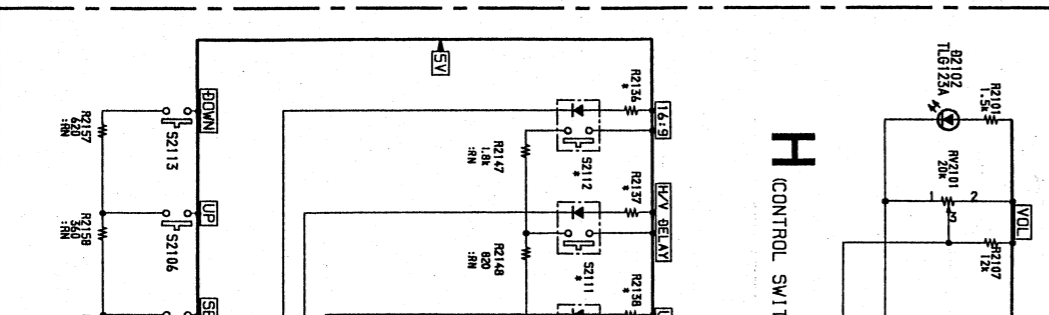 5V
DOWN
R2157
620
:RN
S2113
UP
R2158
360
:RN
S2106
R2136
*
16:9
S2112
*
R2147
1.8k
:RN
R2137
*
H/V DELAY
S2111
*
R2148
820
:RN
R2138
*
H
(CONTROL SWIT
D2102
TLG123A
R2101
1.5k
RV2101
20k
1
2
3
VOL
R2107
12k